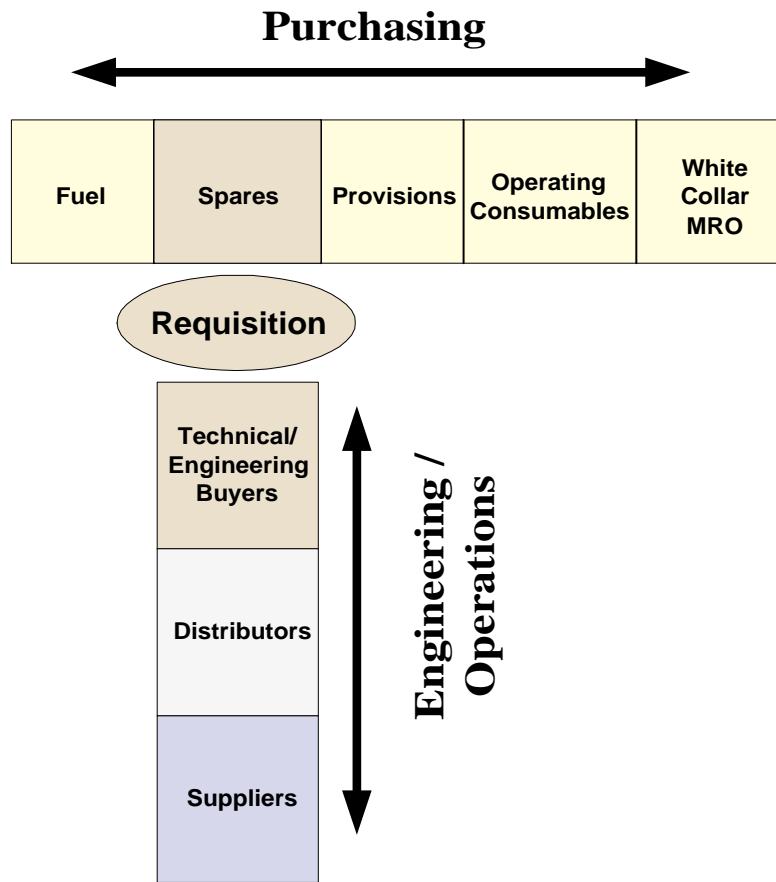 Purchasing
Fuel
Spares
Provisions
Operating
Consumables
White
Collar
MRO
Requisition
Technical/
Engineering
Buyers
Distributors
Suppliers
Engineering /
Operations